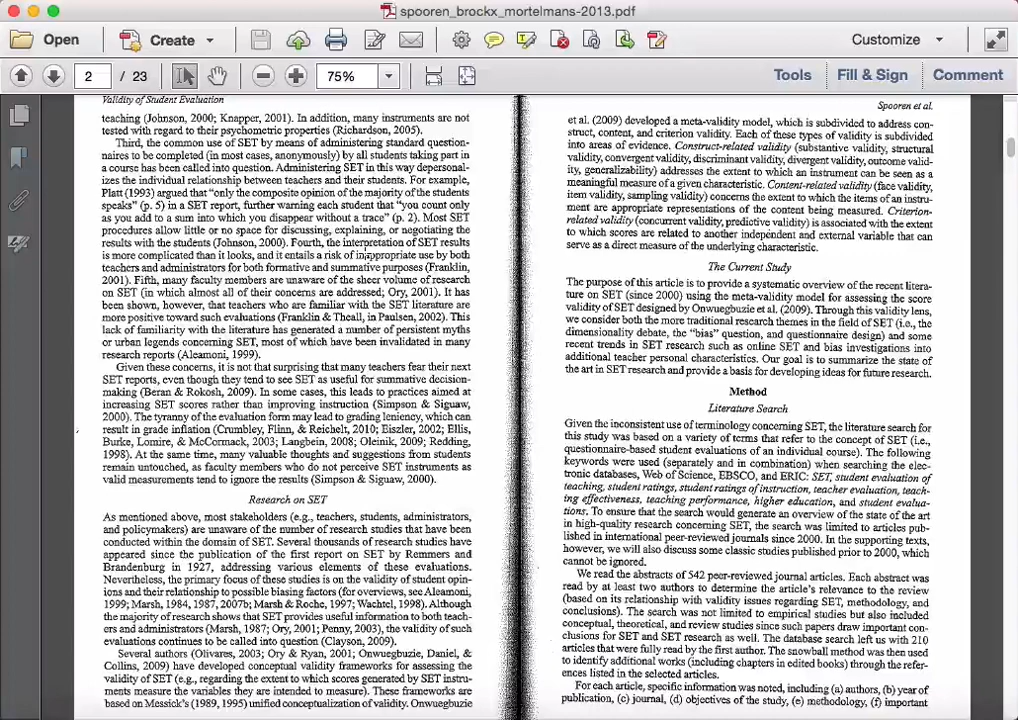 spooren_brockx_mortelmans-2013.pdf
Open
Create
Customize
2 / 23
75%
Tools
Fill & Sign
Comment
Validity of Student Evaluation
teaching (Johnson, 2000; Knapper, 2001). In addition, many instruments are not
tested with regard to their psychometric properties (Richardson, 2005).
Third, the common use of SET by means of administering standard question-
naires to be completed (in most cases, anonymously) by all students taking part in
a course has been called into question. Administering SET in this way depersonal-
izes the individual relationship between teachers and their students. For example,
Platt (1993) argued that "only the composite opinion of the majority of the students
speaks" (p. 5) in a SET report, further warning each student that "you count only
as you add to a sum into which you disappear without a trace" (p. 2). Most SET
procedures allow little or no space for discussing, explaining, or negotiating the
results with the students (Johnson, 2000). Fourth, the interpretation of SET results
is more complicated than it looks, and it entails a risk of inappropriate use by both
teachers and administrators for both formative and summative purposes (Franklin,
2001). Fifth, many faculty members are unaware of the sheer volume of research
on SET (in which almost all of their concerns are addressed; Ory, 2001). It has
been shown, however, that teachers who are familiar with the SET literature are
more positive toward such evaluations (Franklin & Theall, in Paulsen, 2002). This
lack of familiarity with the literature has generated a number of persistent myths
or urban legends concerning SET, most of which have been invalidated in many
research reports (Aleamoni, 1999).
Given these concerns, it is not that surprising that many teachers fear their next
SET reports, even though they tend to see SET as useful for summative decision-
making (Beran & Rokosh, 2009). In some cases, this leads to practices aimed at
increasing SET scores rather than improving instruction (Simpson & Siguaw,
2000). The tyranny of the evaluation form may lead to grading leniency, which can
result in grade inflation (Crumbley, Flinn, & Reichelt, 2010; Eiszler, 2002; Ellis,
Burke, Lomire, & McCormack, 2003; Langbein, 2008; Oleinik, 2009; Redding,
1998). At the same time, many valuable thoughts and suggestions from students
remain untouched, as faculty members who do not perceive SET instruments as
valid measurements tend to ignore the results (Simpson & Siguaw, 2000).
Research on SET
As mentioned above, most stakeholders (e.g., teachers, students, administrators,
and policymakers) are unaware of the number of research studies that have been
conducted within the domain of SET. Several thousands of research studies have
appeared since the publication of the first report on SET by Remmers and
Brandenburg in 1927, addressing various elements of these evaluations.
Nevertheless, the primary focus of these studies is on the validity of student opin-
ions and their relationship to possible biasing factors (for overviews, see Aleamoni,
1999; Marsh, 1984, 1987, 2007b; Marsh & Roche, 1997; Wachtel, 1998). Although
the majority of research shows that SET provides useful information to both teach-
ers and administrators (Marsh, 1987; Ory, 2001; Penny, 2003), the validity of such
evaluations continues to be called into question (Clayson, 2009).
Several authors (Olivares, 2003; Ory & Ryan, 2001; Onwuegbuzie, Daniel, &
Collins, 2009) have developed conceptual validity frameworks for assessing the
validity of SET (e.g., regarding the extent to which scores generated by SET instru-
ments measure the variables they are intended to measure). These frameworks are
based on Messick's (1989, 1995) unified conceptualization of validity. Onwuegbuzie
Spooren et al.
et al. (2009) developed a meta-validity model, which is subdivided to address con-
struct, content, and criterion validity. Each of these types of validity is subdivided
into areas of evidence. Construct-related validity (substantive validity, structural
validity, convergent validity, discriminant validity, divergent validity, outcome valid-
ity, generalizability) addresses the extent to which an instrument can be seen as a
meaningful measure of a given characteristic. Content-related validity (face validity,
item validity, sampling validity) concerns the extent to which the items of an instru-
ment are appropriate representations of the content being measured. Criterion-
related validity (concurrent validity, predictive validity) is associated with the extent
to which scores are related to another independent and external variable that can
serve as a direct measure of the underlying characteristic.
The Current Study
The purpose of this article is to provide a systematic overview of the recent litera-
ture on SET (since 2000) using the meta-validity model for assessing the score
validity of SET designed by Onwuegbuzie et al. (2009). Through this validity lens,
we consider both the more traditional research themes in the field of SET (i.e., the
dimensionality debate, the "bias" question, and questionnaire design) and some
recent trends in SET research such as online SET and bias investigations into
additional teacher personal characteristics. Our goal is to summarize the state of
the art in SET research and provide a basis for developing ideas for future research.
Method
Literature Search
Given the inconsistent use of terminology concerning SET, the literature search for
this study was based on a variety of terms that refer to the concept of SET (i.e.,
questionnaire-based student evaluations of an individual course). The following
keywords were used (separately and in combination) when searching the elec-
tronic databases, Web of Science, EBSCO, and ERIC: SET, student evaluation of
teaching, student ratings, student ratings of instruction, teacher evaluation, teach-
ing effectiveness, teaching performance, higher education, and student evalua-
tions. To ensure that the search would generate an overview of the state of the art
in high-quality research concerning SET, the search was limited to articles pub-
lished in international peer-reviewed journals since 2000. In the supporting texts,
however, we will also discuss some classic studies published prior to 2000, which
cannot be ignored.
We read the abstracts of 542 peer-reviewed journal articles. Each abstract was
read by at least two authors to determine the article's relevance to the review
(based on its relationship with validity issues regarding SET, methodology, and
conclusions). The search was not limited to empirical studies but also included
conceptual, theoretical, and review studies since such papers draw important con-
clusions for SET and SET research as well. The database search left us with 210
articles that were fully read by the first author. The snowball method was then used
to identify additional works (including chapters in edited books) through the refer-
ences listed in the selected articles.
For each article, specific information was noted, including (a) authors, (b) year of
publication, (c) journal, (d) objectives of the study, (e) methodology, (f) important